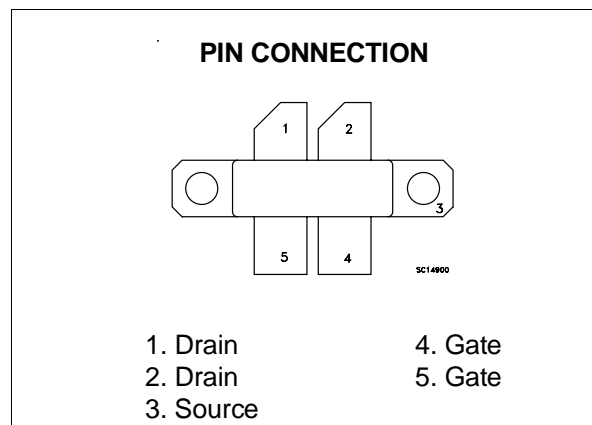 PIN CONNECTION
1 2
3
5 4
SC14900
1. Drain 4. Gate
2. Drain 5. Gate
3. Source